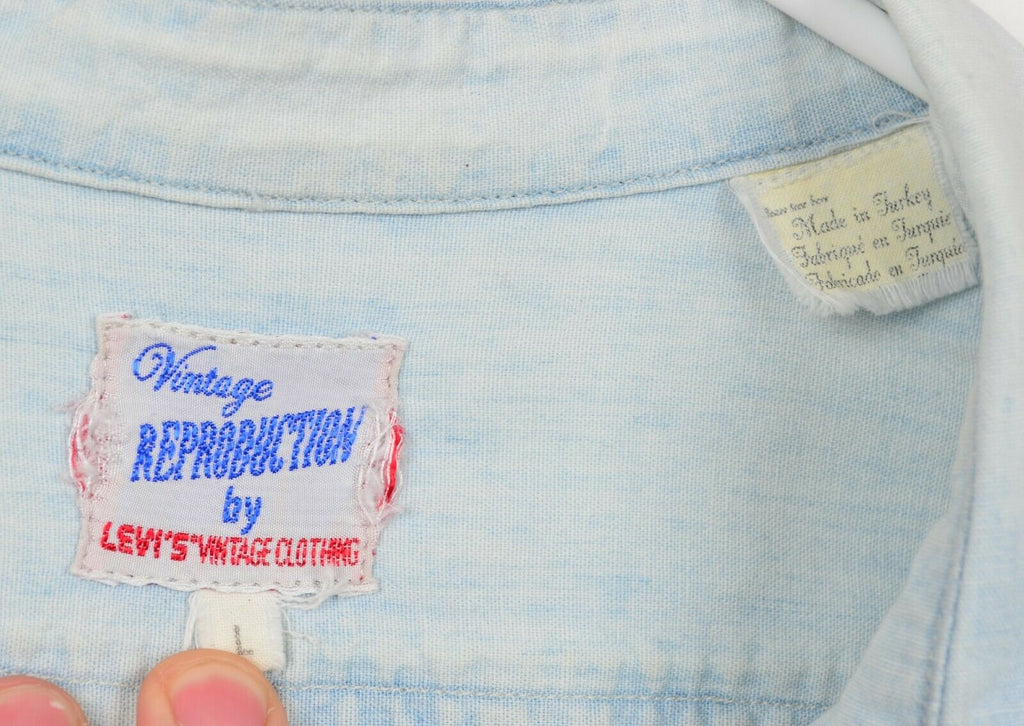 Made in Turkey
Fabriqué en Turquie
Fabricado en Turquia
Vintage
REPRODUCTION
by
LEVI'S VINTAGE CLOTHING
L